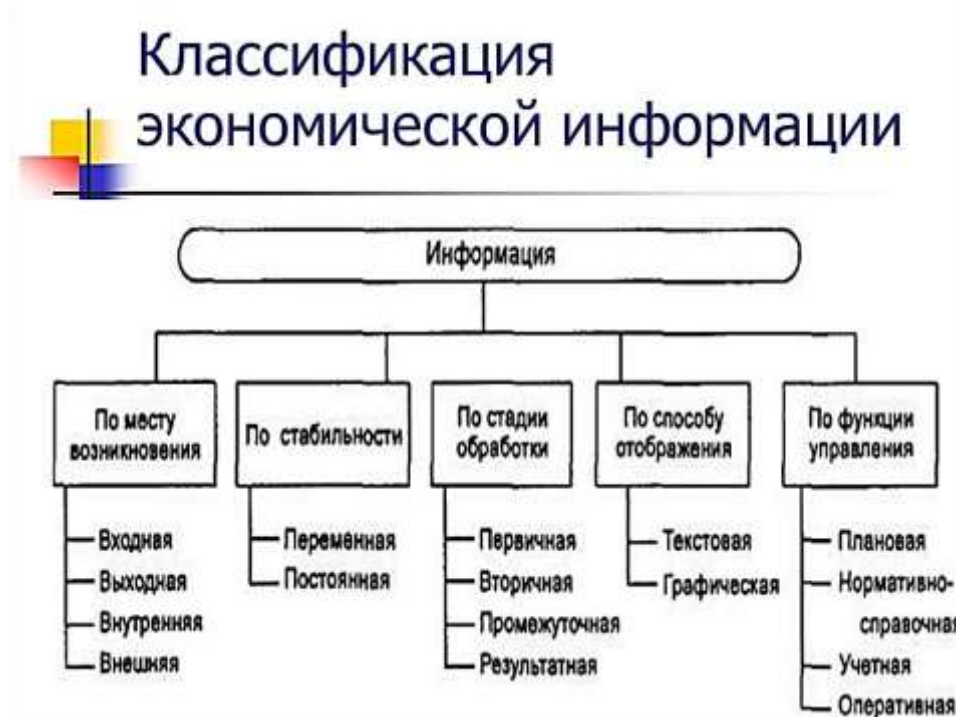 Классификация
экономической информации
Информация
По месту
возникновения
Входная
Выходная
Внутренняя
Внешняя
По стабильности
Переменная
Постоянная
По стадии
обработки
Первичная
Вторичная
Промежуточная
Результатная
По способу
отображения
Текстовая
Графическая
По функции
управления
Плановая
Нормативно-
справочная
Учетная
Оперативная